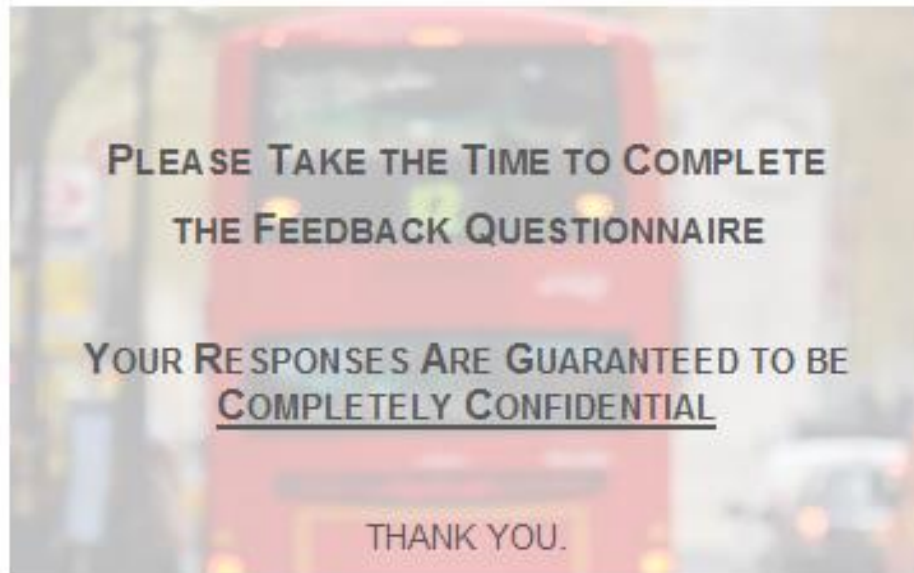 PLEASE TAKE THE TIME TO COMPLETE
THE FEEDBACK QUESTIONNAIRE
YOUR RESPONSES ARE GUARANTEED TO BE
COMPLETELY CONFIDENTIAL
THANK YOU.